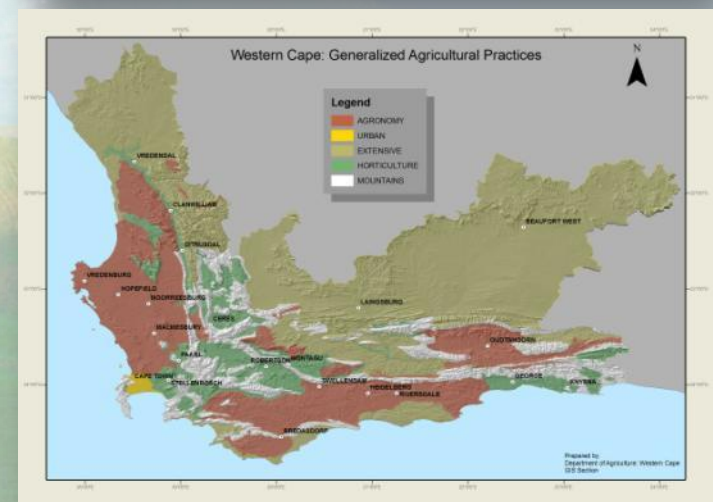 Western Cape: Generalized Agricultural Practices
N
Legend
AGRONOMY
URBAN
EXTENSIVE
HORTICULTURE
MOUNTAINS
VREDENDAL
CLANWILLIAM
CITRUSDAL
BEAUFORT WEST
VREDENBURG
HOPEFIELD
MOORREESBURG
LAINGSBURG
CERES
MALMESBURY
OUDTSHOORN
PAARL
ROBERTSON
MONTAGU
CAPE TOWN
STELLENBOSCH
SWELLENDAM
GEORGE
KNYSNA
RIVERSDALE
BREDASDORP
Prepared by
Department of Agriculture: Western Cape
GIS Section